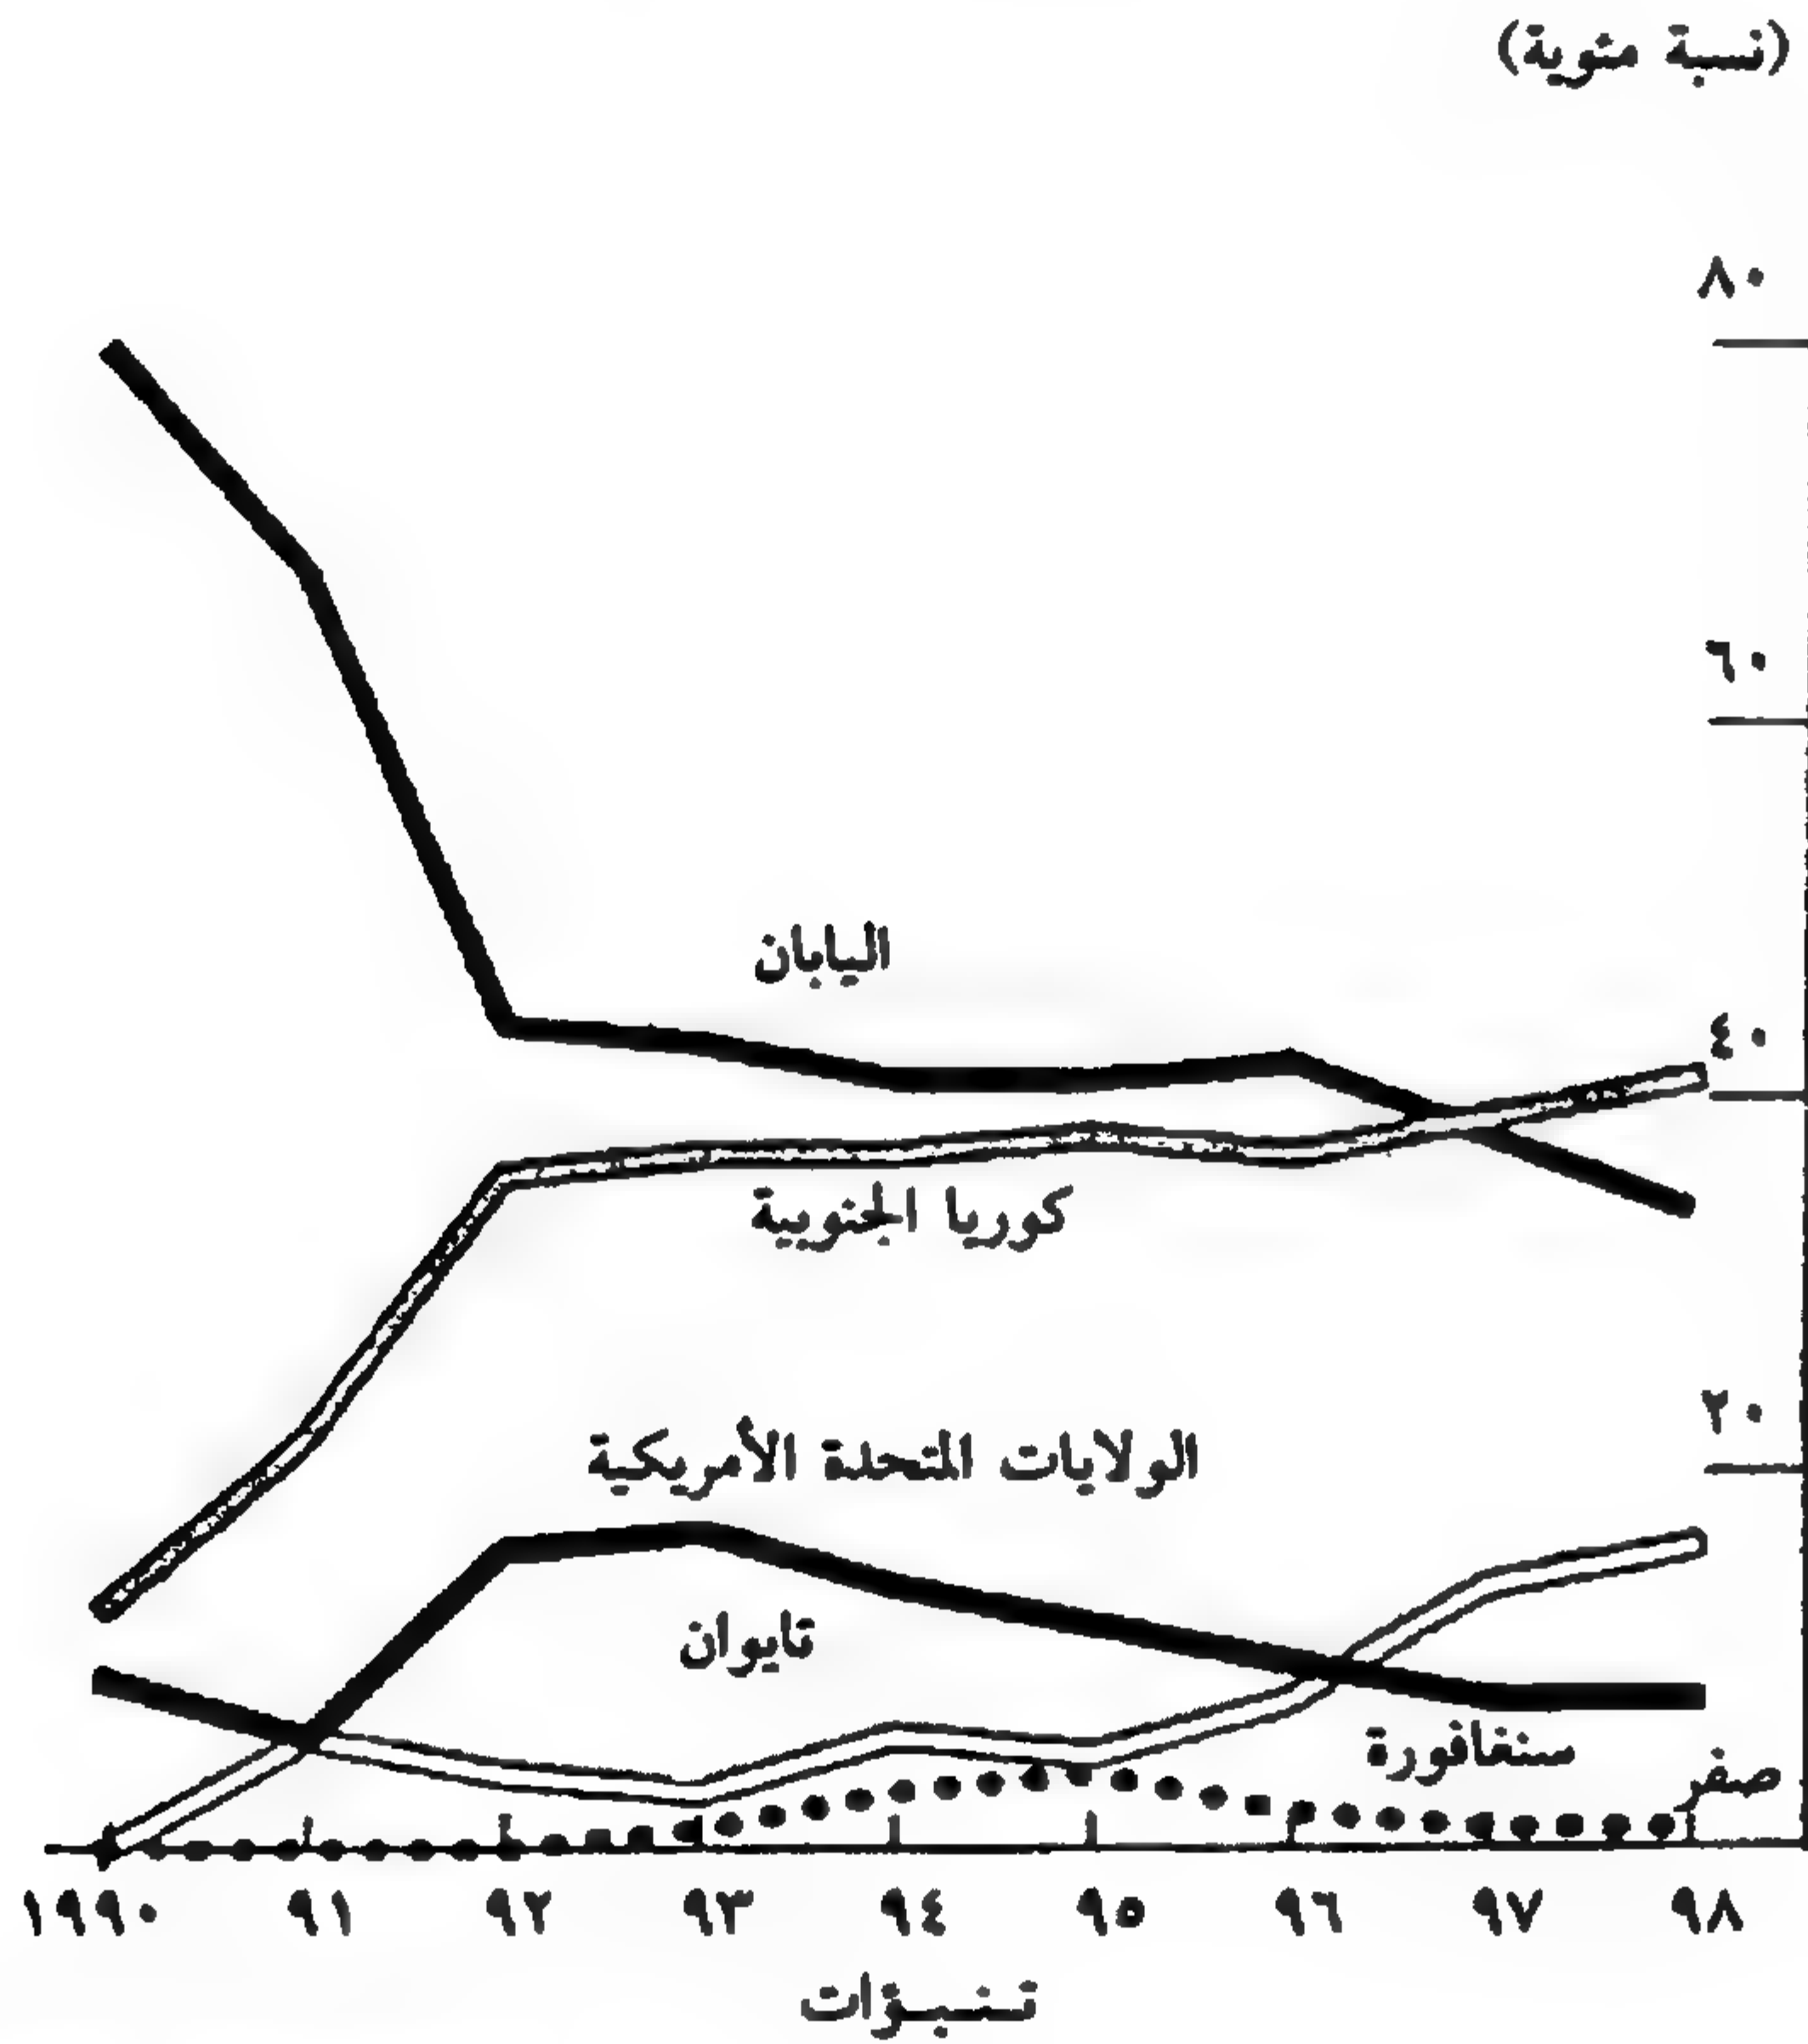 (نسبة مئوية)
٨٠
٦٠
اليابان
٤٠
كوريا الجنوبية
٢٠
الولايات المتحدة الأمريكية
تايوان
سنغافورة
صفر
١٩٩٠ ٩١ ٩٢ ٩٣ ٩٤ ٩٥ ٩٦ ٩٧ ٩٨
تنبؤات